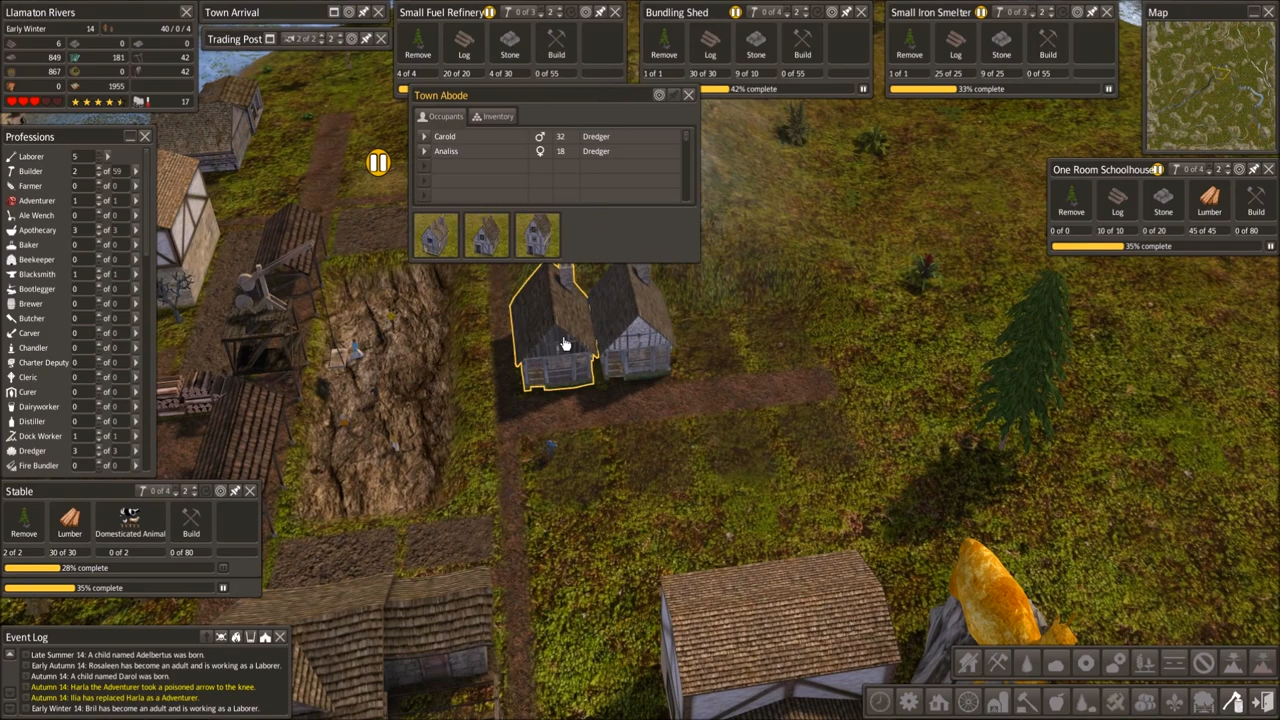 Llamaton Rivers
Early Winter 14 40/0/4
6 0 0
849 181 42
867 0 42
0 1955
17
Town Arrival
Trading Post 2 of 2 2
Small Fuel Refinery 0 of 3 2
Remove Log Stone Build
4 of 4 20 of 20 4 of 30 0 of 55
Bundling Shed 0 of 4 2
Remove Log Stone Build
1 of 1 30 of 30 9 of 10 0 of 55
42% complete
Small Iron Smelter 0 of 3 2
Remove Log Stone Build
1 of 1 25 of 25 9 of 25 0 of 55
33% complete
Map
Town Abode
Occupants Inventory
Carold 32 Dredger
Analiss 18 Dredger
One Room Schoolhouse 0 of 4 2
Remove Log Stone Lumber Build
0 of 0 10 of 10 0 of 20 45 of 45 0 of 80
35% complete
Professions
Laborer 5
Builder 2 of 59
Farmer 0 of 0
Adventurer 1 of 1
Ale Wench 0 of 0
Apothecary 3 of 3
Baker 0 of 0
Beekeeper 0 of 0
Blacksmith 1 of 1
Bootlegger 0 of 0
Brewer 0 of 0
Butcher 0 of 0
Carver 0 of 0
Chandler 0 of 0
Charter Deputy 0 of 0
Cleric 0 of 0
Curer 0 of 0
Dairyworker 0 of 0
Distiller 0 of 0
Dock Worker 1 of 1
Dredger 3 of 3
Fire Bundler 0 of 0
Stable 0 of 4 2
Remove Lumber Domesticated Animal Build
2 of 2 30 of 30 0 of 2 0 of 80
28% complete
35% complete
Event Log
Late Summer 14: A child named Adelbertus was born.
Early Autumn 14: Rosaleen has become an adult and is working as a Laborer.
Autumn 14: A child named Darol was born.
Autumn 14: Harla the Adventurer took a poisoned arrow to the knee.
Autumn 14: Ilia has replaced Harla as a Adventurer.
Early Winter 14: Bril has become an adult and is working as a Laborer.